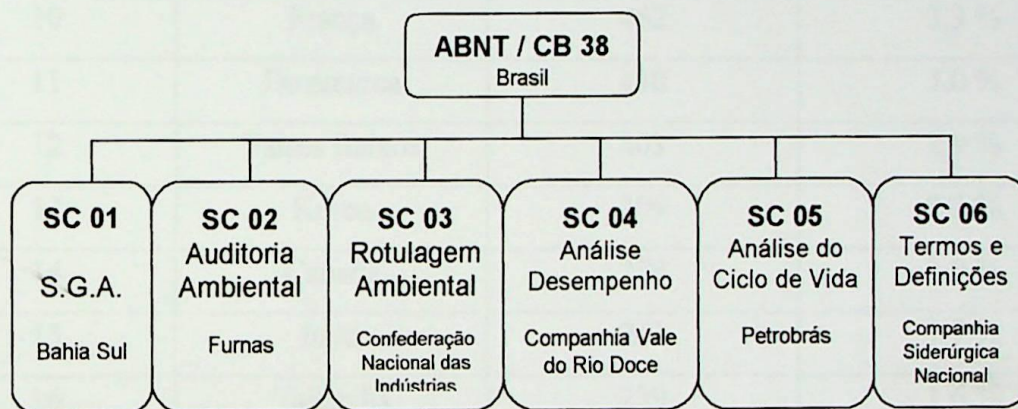 ABNT / CB 38
Brasil
SC 01
S.G.A.
Bahia Sul
SC 02
Auditoria
Ambiental
Furnas
SC 03
Rotulagem
Ambiental
Confederação
Nacional das
Indústrias
SC 04
Análise
Desempenho
Companhia Vale
do Rio Doce
SC 05
Análise do
Ciclo de Vida
Petrobrás
SC 06
Termos e
Definições
Companhia
Siderúrgica
Nacional